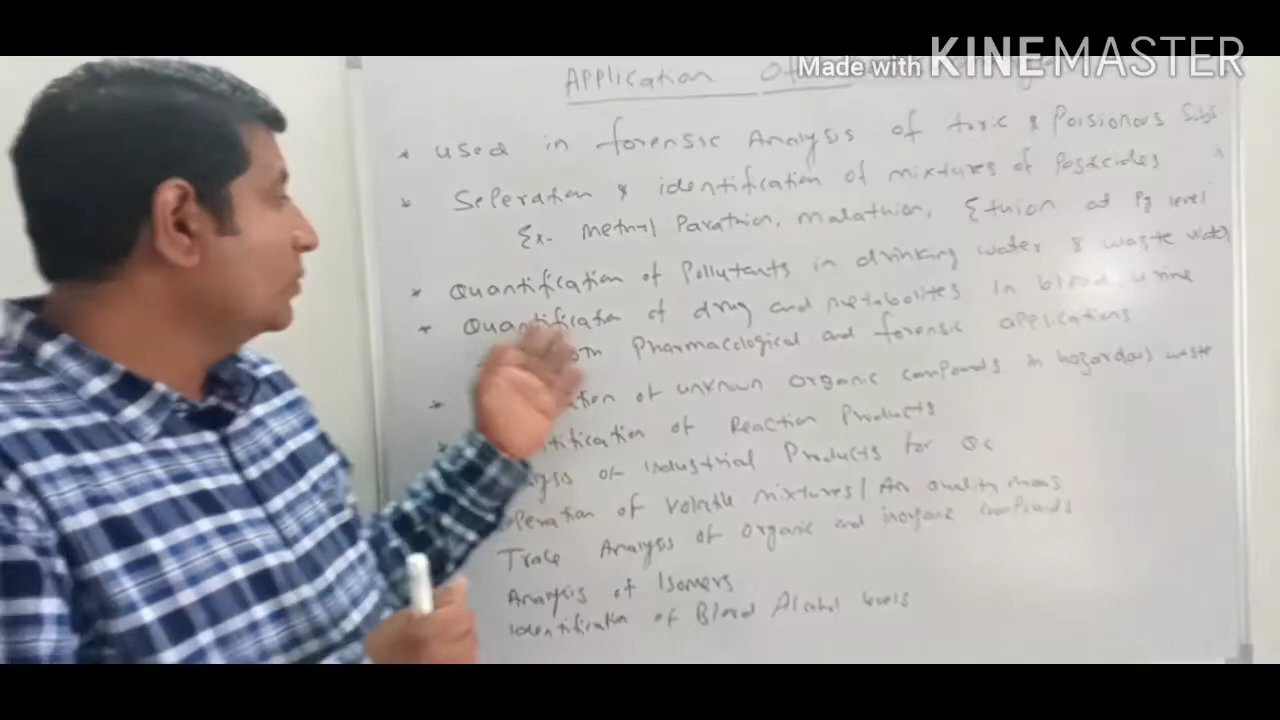 Made with KINEMASTER
Application Of
* Used in forensic Analysis of toxic & Poisionous Subs
* Seperation & identification of mixtures of Pesticides
Ex- Methyl Parathion, malathion, Ethion at Pg level
* Quantification of Pollutants in drinking water & waste water
* Quantification of drug and metabolites in blood, urine
Pharmacological and forensic applications
* of unknown organic compounds in hazardous waste
* of Reaction Products
of industrial Products for QC
of volatile mixtures/ Air quality
Trace Analysis of organic and inorganic compounds
Analysis of Isomers
Identification of Blood Alcohol levels